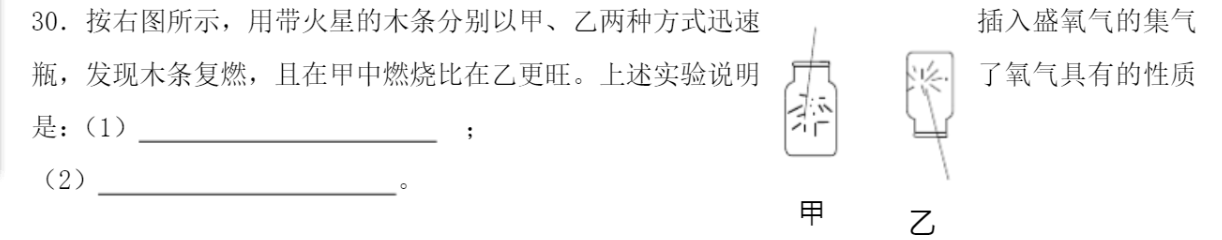 30. 按右图所示，用带火星的木条分别以甲、乙两种方式迅速插入盛氧气的集气
瓶，发现木条复燃，且在甲中燃烧比在乙更旺。上述实验说明了氧气具有的性质
是：（1）______________________；
（2）______________________。
甲 乙